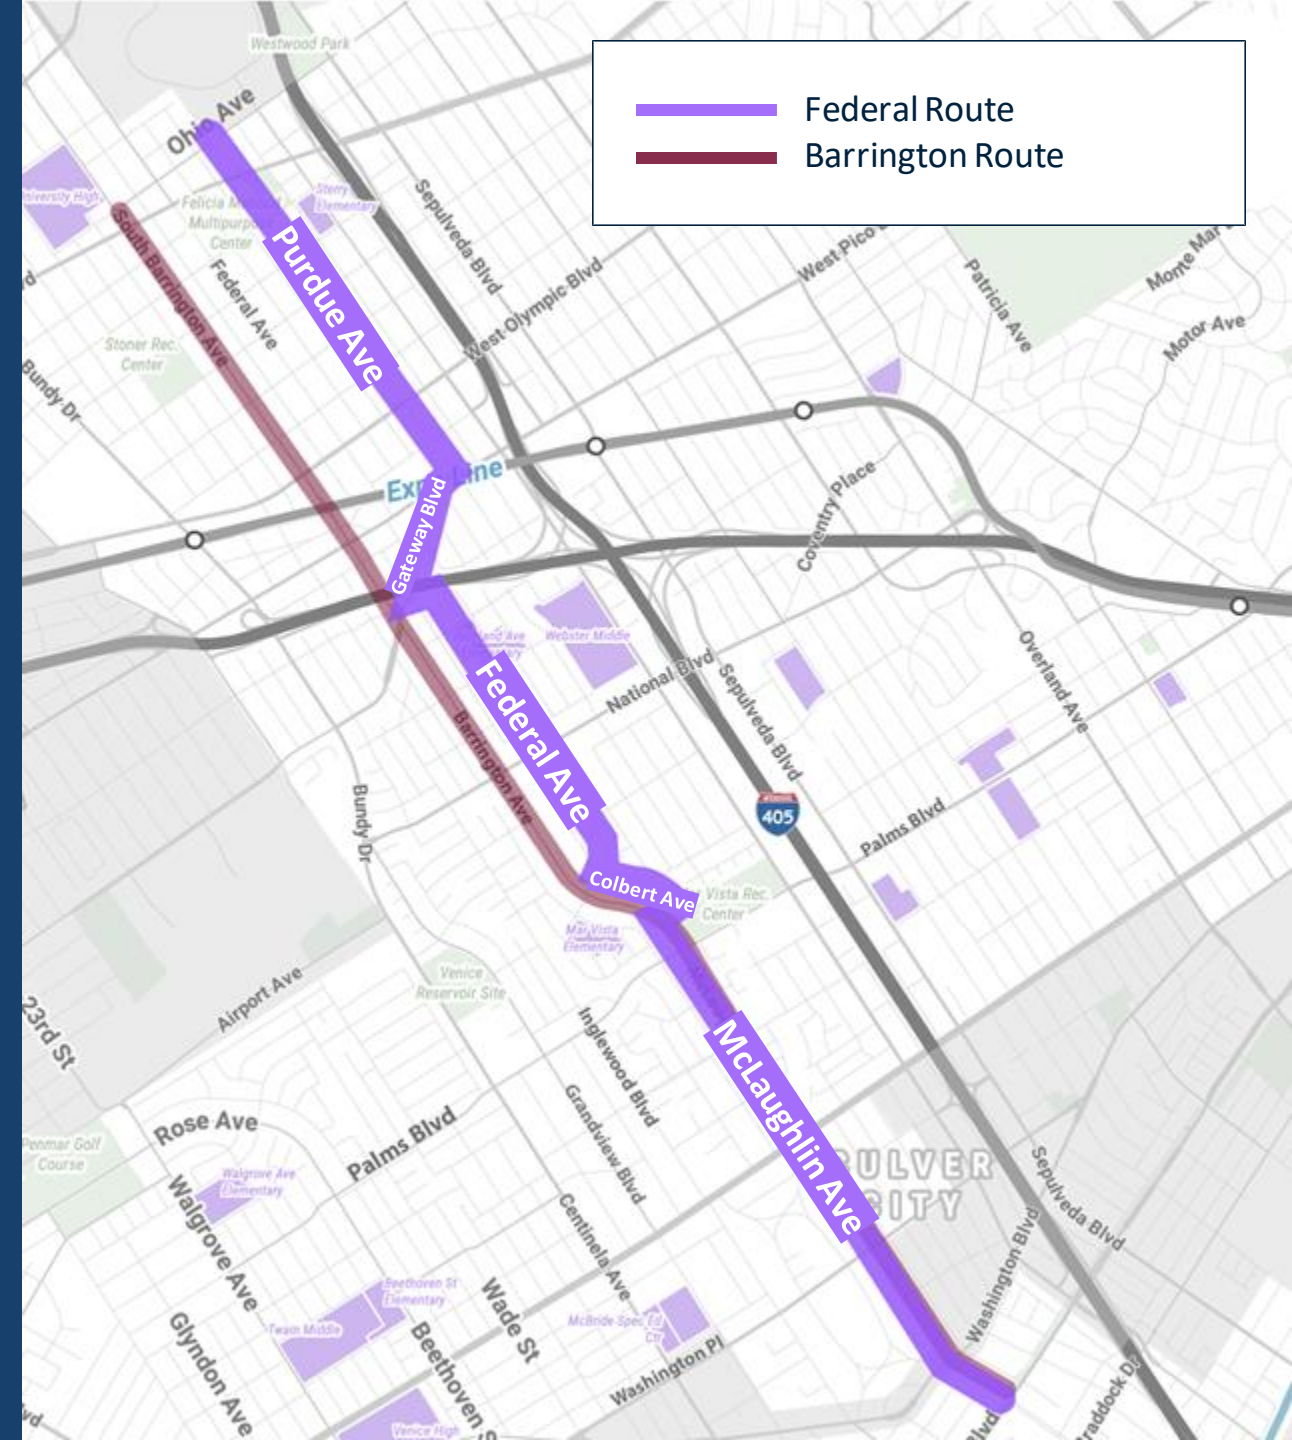 Federal Route
Barrington Route
Westwood Park
Ohio Ave
Sterry
Elementary
Felicia
Multipurpose
Center
South Barrington Ave
Federal Ave
Purdue Ave
Sepulveda Blvd
West Olympic Blvd
West Pico
Patricia Ave
Monte Mar
Motor Ave
Stoner Rec.
Center
Bundy Dr
Expo Line
Gateway Blvd
Coventry Place
Webster Middle
National Blvd
Sepulveda Blvd
Overland Ave
Federal Ave
Barrington Ave
Bundy Dr
405
Palms Blvd
Colbert Ave
Vista Rec.
Center
Mar Vista
Elementary
Venice
Reservoir Site
Airport Ave
23rd St
Inglewood Blvd
McLaughlin Ave
Grandview Blvd
Rose Ave
Palms Blvd
Penmar Golf
Course
Walgrove Ave
Elementary
CULVER
CITY
Walgrove Ave
Centinela Ave
Sepulveda Blvd
Washington Blvd
Beethoven St
Elementary
Wade St
Twain Middle
McBride Spec Ed
Ctr
Washington Pl
Glyndon Ave
Beethoven S
Venice High
Braddock Dr
Blvd